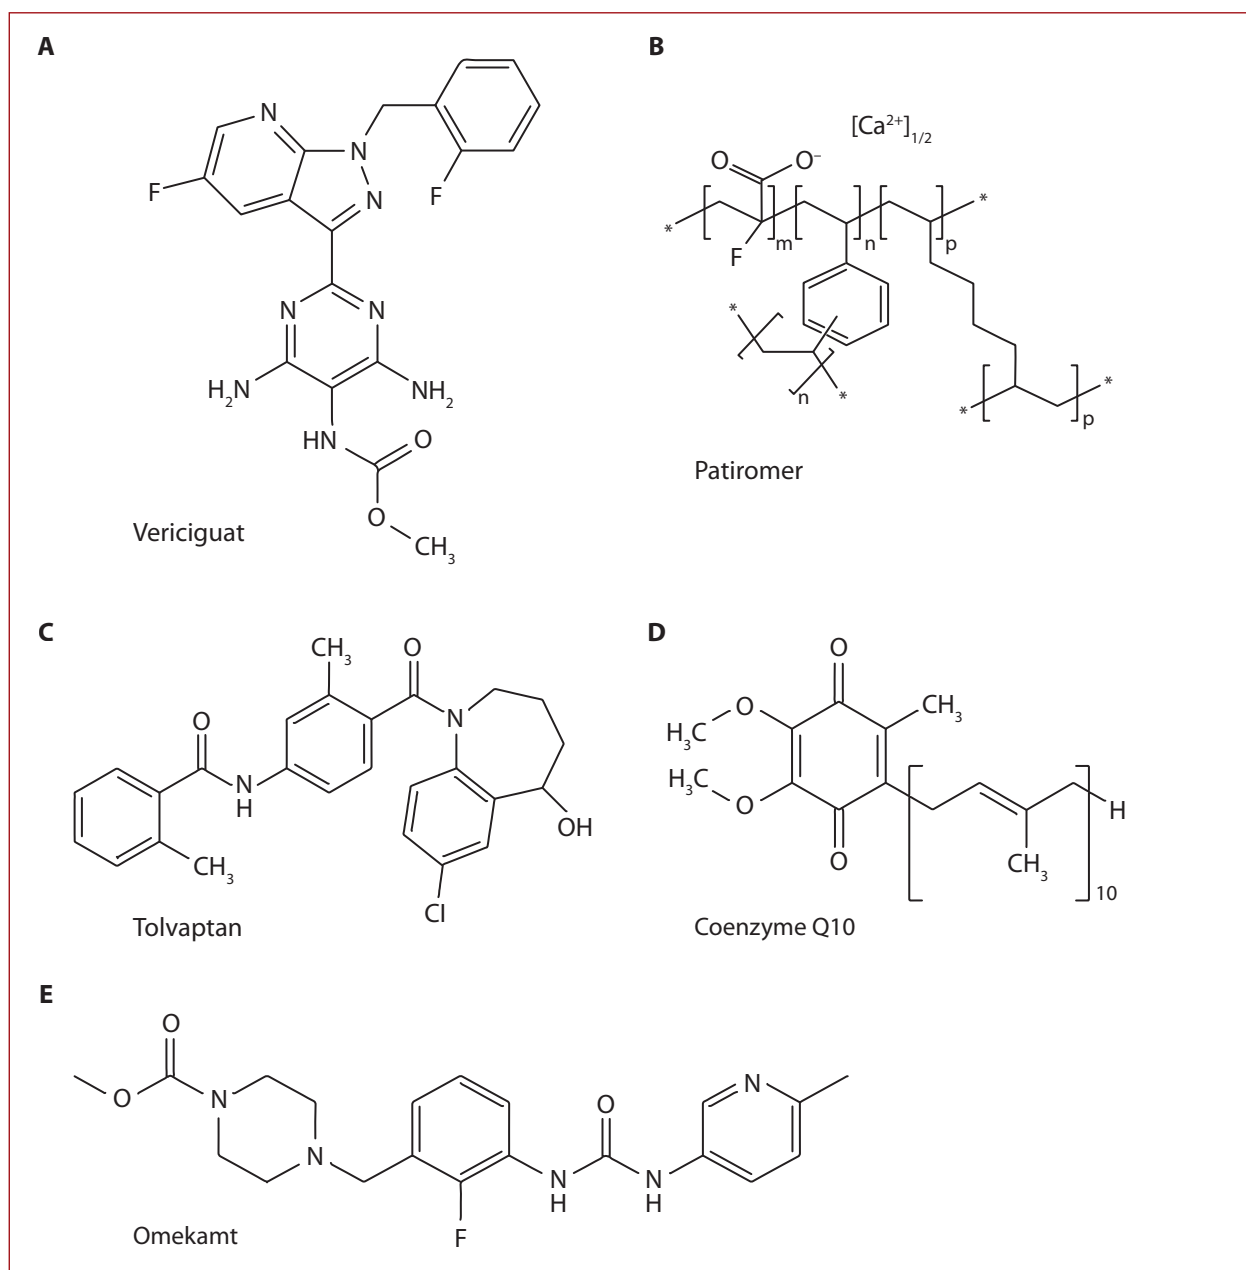 A
N
N
N
F
F
N
N
H₂N
NH₂
HN
O
O
CH₃
Vericiguat
B
[Ca²⁺]₁/₂
O
O⁻
*
*
F
m
n
p
*
n
*
*
*
p
Patiromer
C
CH₃
O
O
N
N
H
OH
CH₃
Cl
Tolvaptan
D
O
O
CH₃
H₃C
H₃C
O
O
H
CH₃
10
Coenzyme Q10
E
O
O
N
N
F
N
H
O
N
H
N
Omekamt